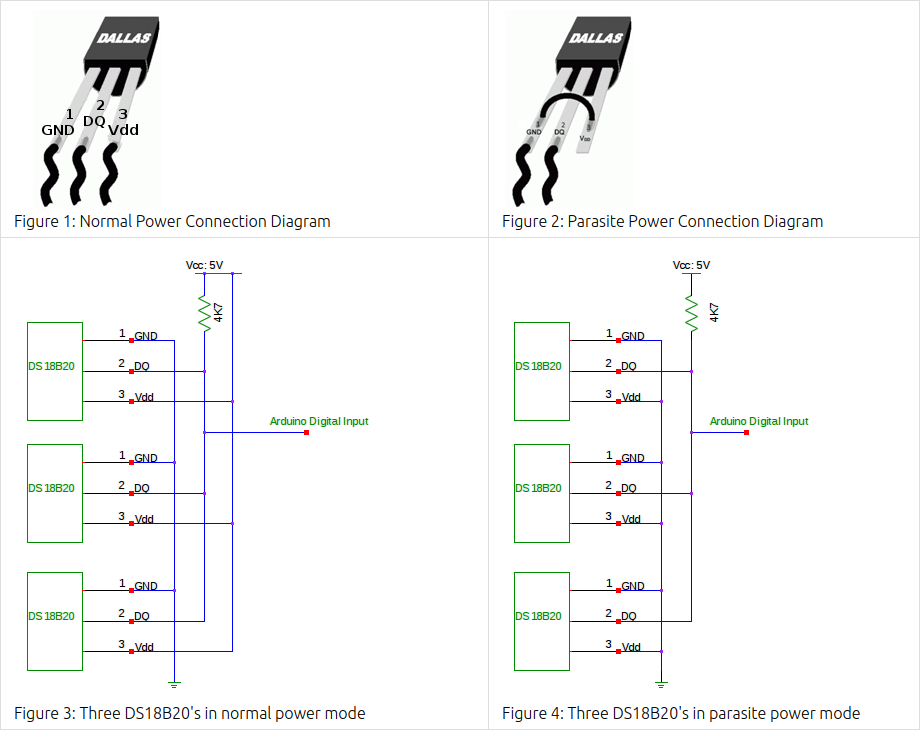 DALLAS
1
GND
2
DQ
3
Vdd
Figure 1: Normal Power Connection Diagram
DALLAS
1
GND
2
DQ
3
VDD
Figure 2: Parasite Power Connection Diagram
Vcc: 5V
4K7
DS18B20
1 GND
2 DQ
3 Vdd
Arduino Digital Input
DS18B20
1 GND
2 DQ
3 Vdd
DS18B20
1 GND
2 DQ
3 Vdd
Figure 3: Three DS18B20's in normal power mode
Vcc: 5V
4K7
DS18B20
1 GND
2 DQ
3 Vdd
Arduino Digital Input
DS18B20
1 GND
2 DQ
3 Vdd
DS18B20
1 GND
2 DQ
3 Vdd
Figure 4: Three DS18B20's in parasite power mode